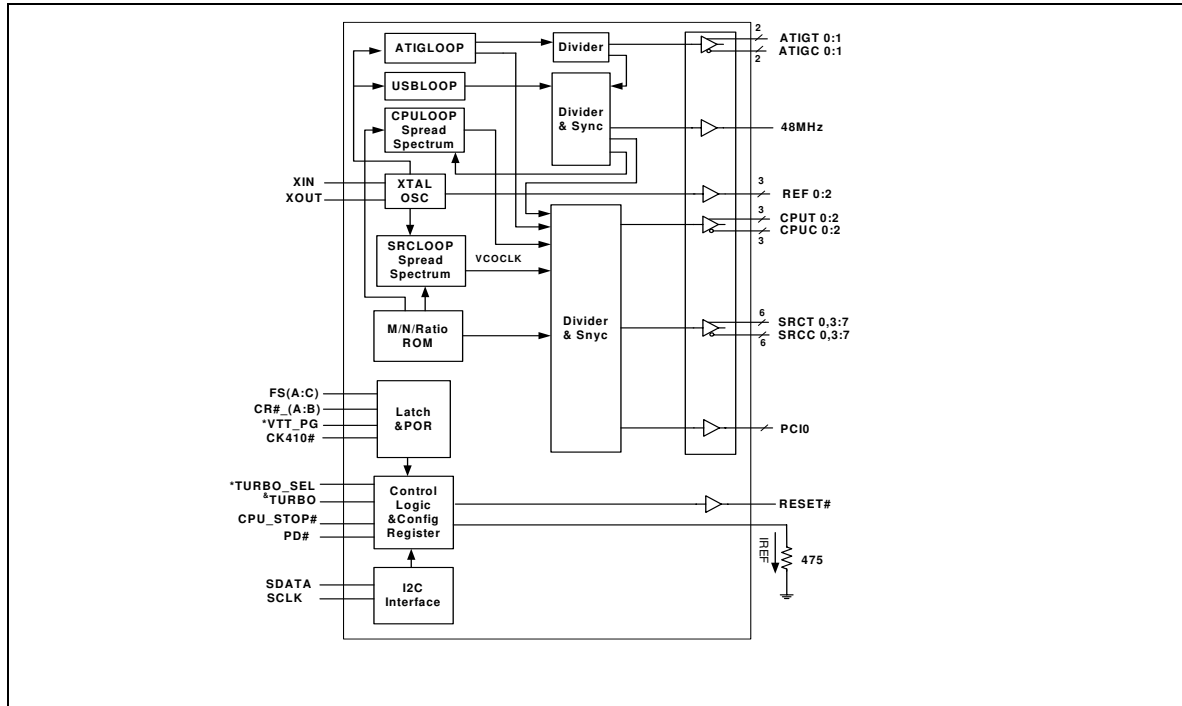 ATIGLOOP
USBLOOP
CPULOOP
Spread
Spectrum
XTAL
OSC
SRCLOOP
Spread
Spectrum
M/N/Ratio
ROM
VCOCLK
Divider
Divider
& Sync
Divider
& Snyc
2
ATIGT 0:1
ATIGC 0:1
2
48MHz
3
REF 0:2
3
CPUT 0:2
CPUC 0:2
3
6
SRCT 0,3:7
SRCC 0,3:7
6
PCI0
XIN
XOUT
FS(A:C)
CR#_(A:B)
*VTT_PG
CK410#
Latch
&POR
*TURBO_SEL
&TURBO
CPU_STOP#
PD#
Control
Logic
&Config
Register
RESET#
IREF
475
SDATA
SCLK
I2C
Interface